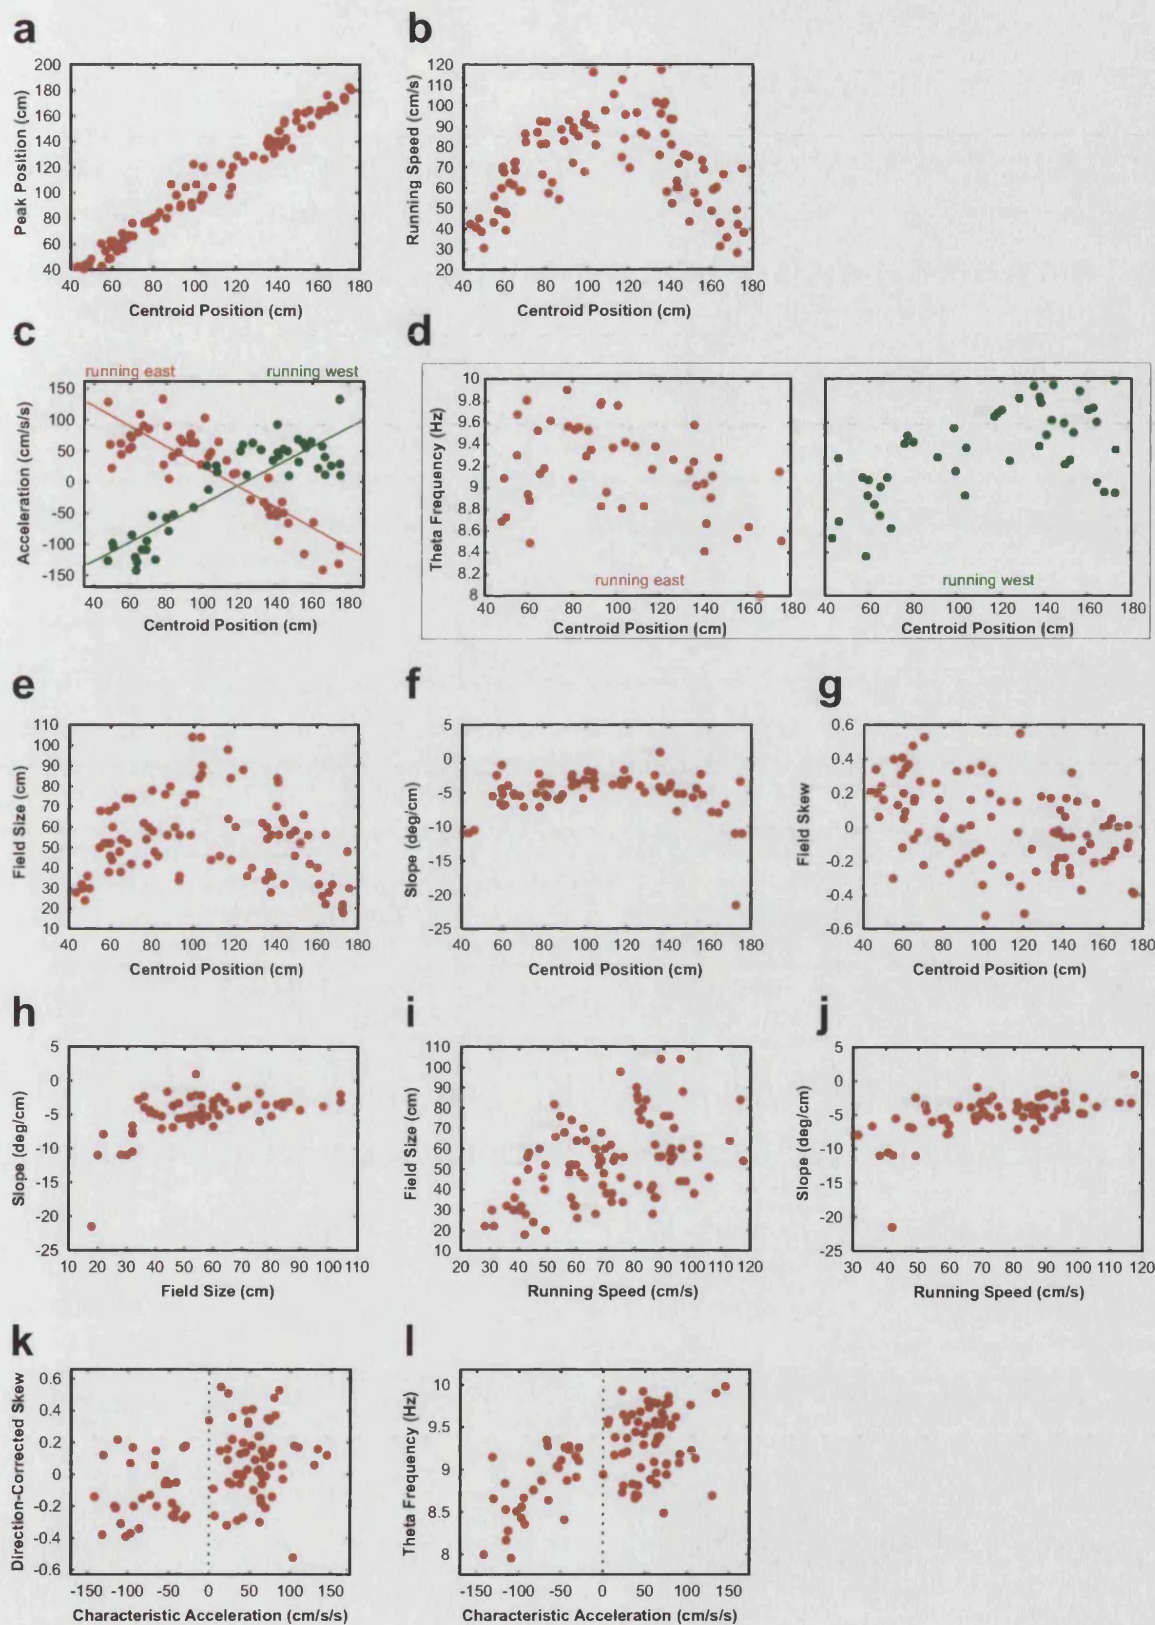 a
200
180
160
140
120
100
80
60
40
Peak Position (cm)
40 60 80 100 120 140 160 180
Centroid Position (cm)
b
120
110
100
90
80
70
60
50
40
30
20
Running Speed (cm/s)
40 60 80 100 120 140 160 180
Centroid Position (cm)
c
running east running west
150
100
50
0
-50
-100
-150
Acceleration (cm/s/s)
40 60 80 100 120 140 160 180
Centroid Position (cm)
d
10
9.8
9.6
9.4
9.2
9
8.8
8.6
8.4
8.2
8
Theta Frequency (Hz)
running east
40 60 80 100 120 140 160 180
Centroid Position (cm)
running west
40 60 80 100 120 140 160 180
Centroid Position (cm)
e
110
100
90
80
70
60
50
40
30
20
10
Field Size (cm)
40 60 80 100 120 140 160 180
Centroid Position (cm)
f
5
0
-5
-10
-15
-20
-25
Slope (deg/cm)
40 60 80 100 120 140 160 180
Centroid Position (cm)
g
0.6
0.4
0.2
0
-0.2
-0.4
-0.6
Field Skew
40 60 80 100 120 140 160 180
Centroid Position (cm)
h
5
0
-5
-10
-15
-20
-25
Slope (deg/cm)
10 20 30 40 50 60 70 80 90 100 110
Field Size (cm)
i
110
100
90
80
70
60
50
40
30
20
10
Field Size (cm)
20 30 40 50 60 70 80 90 100 110 120
Running Speed (cm/s)
j
5
0
-5
-10
-15
-20
-25
Slope (deg/cm)
30 40 50 60 70 80 90 100 110 120
Running Speed (cm/s)
k
0.6
0.4
0.2
0
-0.2
-0.4
-0.6
Direction-Corrected Skew
-150 -100 -50 0 50 100 150
Characteristic Acceleration (cm/s/s)
l
10
9.5
9
8.5
8
Theta Frequency (Hz)
-150 -100 -50 0 50 100 150
Characteristic Acceleration (cm/s/s)